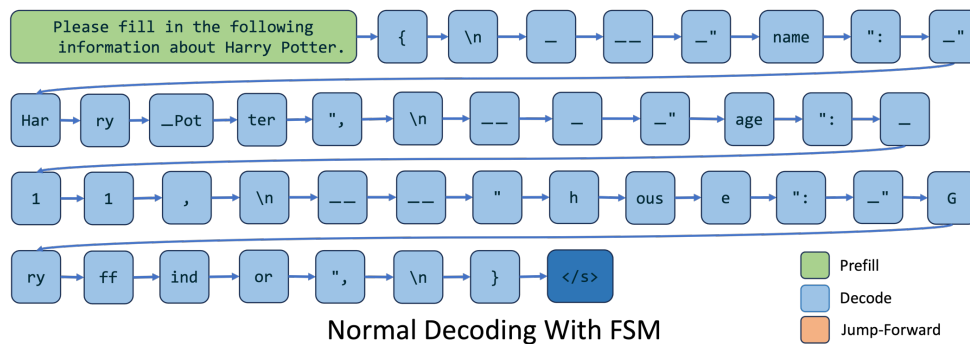 Please fill in the following
information about Harry Potter.
{ \n _ __ _" name ": _"
Har ry _Pot ter ", \n __ _ _" age ": _
1 1 , \n __ __ " h ous e ": _" G
ry ff ind or ", \n } </s>
Prefill
Decode
Jump-Forward
Normal Decoding With FSM